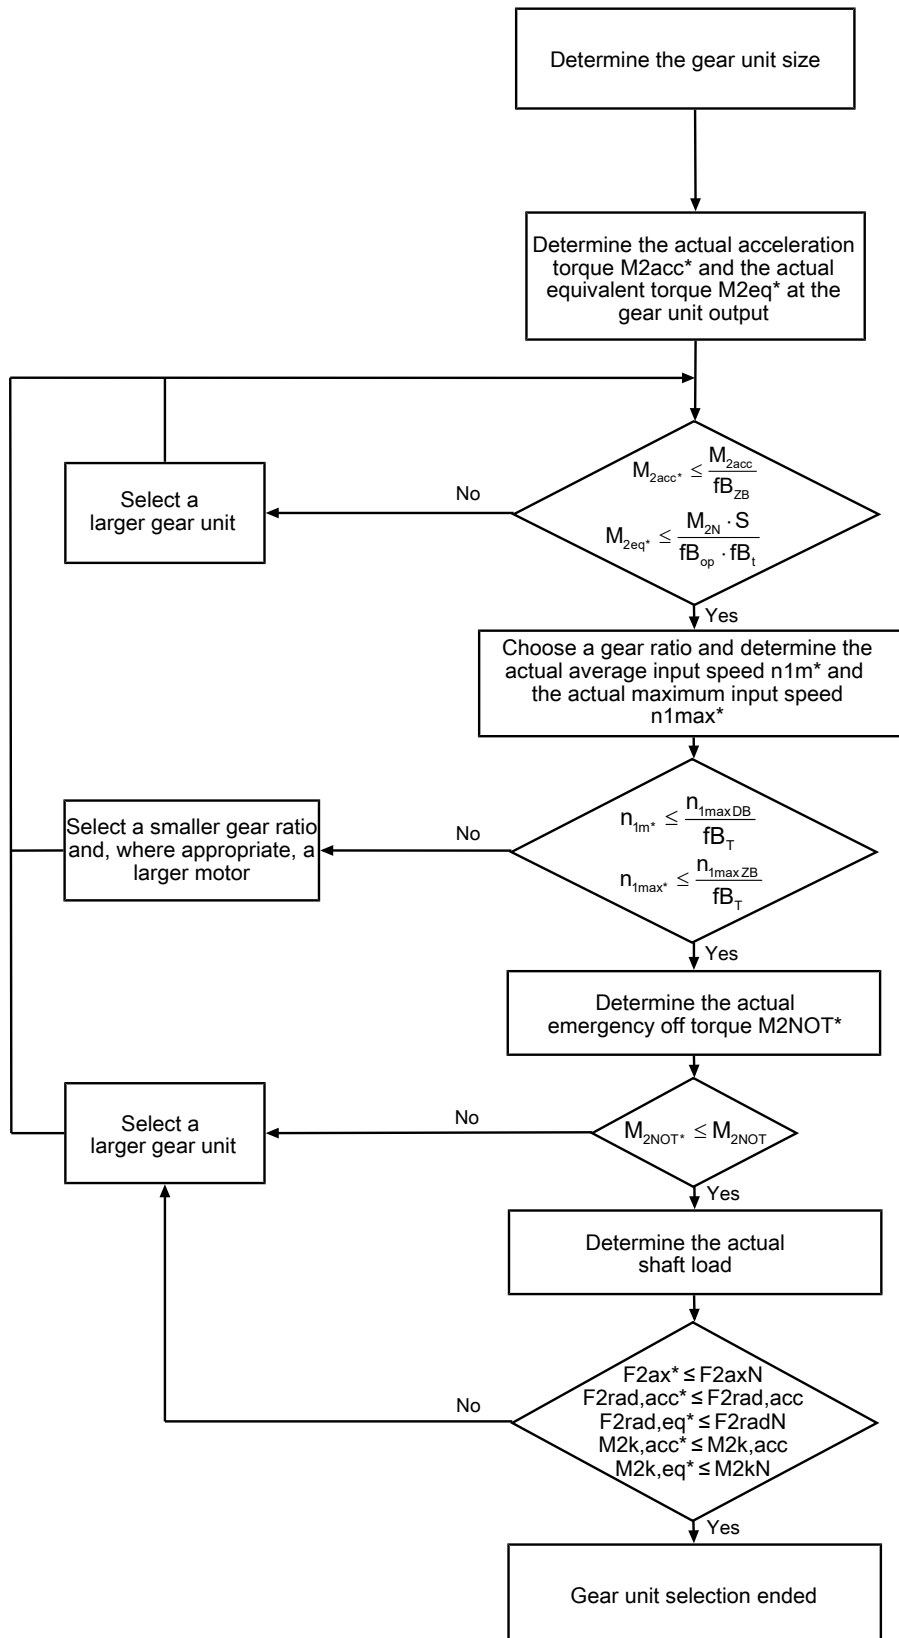 Determine the gear unit size
Determine the actual acceleration
torque M2acc* and the actual
equivalent torque M2eq* at the
gear unit output
M₂acc* ≤ M₂acc / fB_ZB
M₂eq* ≤ M₂N · S / fB_op · fB_t
No
Select a
larger gear unit
Yes
Choose a gear ratio and determine the
actual average input speed n1m* and
the actual maximum input speed
n1max*
n₁m* ≤ n₁maxDB / fB_T
n₁max* ≤ n₁maxZB / fB_T
No
Select a smaller gear ratio
and, where appropriate, a
larger motor
Yes
Determine the actual
emergency off torque M2NOT*
M₂NOT* ≤ M₂NOT
No
Select a
larger gear unit
Yes
Determine the actual
shaft load
F2ax* ≤ F2axN
F2rad,acc* ≤ F2rad,acc
F2rad,eq* ≤ F2radN
M2k,acc* ≤ M2k,acc
M2k,eq* ≤ M2kN
No
Yes
Gear unit selection ended